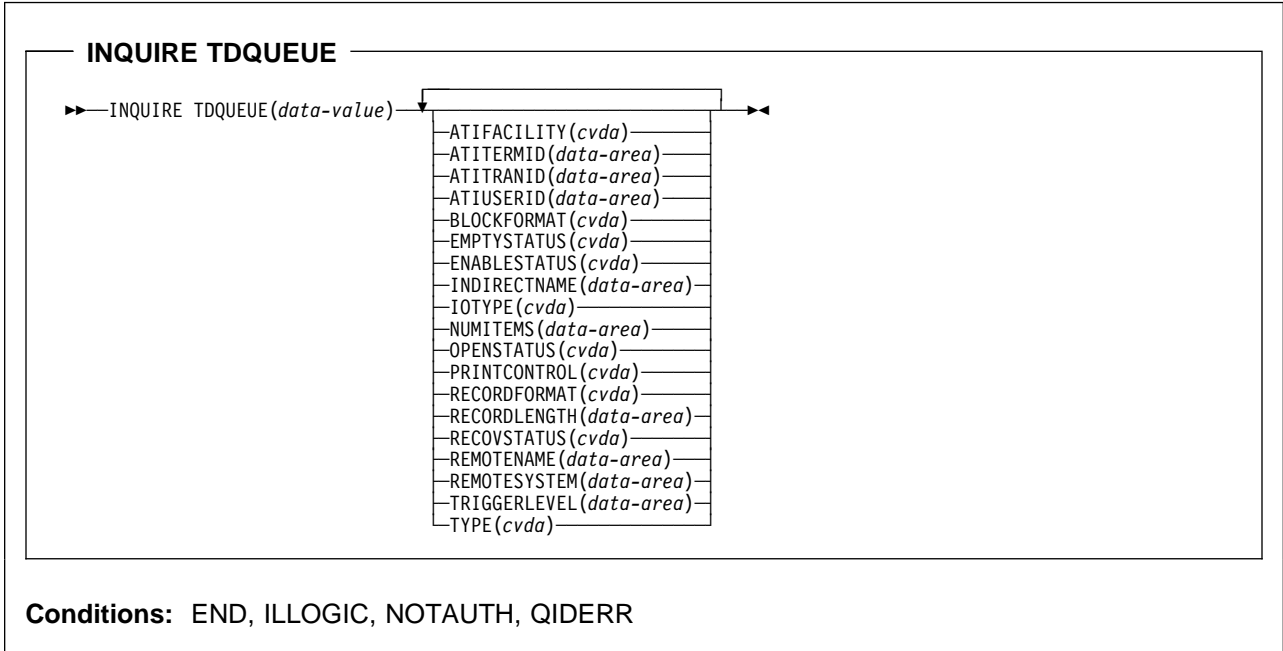 INQUIRE TDQUEUE
INQUIRE TDQUEUE(data-value)
ATIFACILITY(cvda)
ATITERMID(data-area)
ATITRANID(data-area)
ATIUSERID(data-area)
BLOCKFORMAT(cvda)
EMPTYSTATUS(cvda)
ENABLESTATUS(cvda)
INDIRECTNAME(data-area)
IOTYPE(cvda)
NUMITEMS(data-area)
OPENSTATUS(cvda)
PRINTCONTROL(cvda)
RECORDFORMAT(cvda)
RECORDLENGTH(data-area)
RECOVSTATUS(cvda)
REMOTENAME(data-area)
REMOTESYSTEM(data-area)
TRIGGERLEVEL(data-area)
TYPE(cvda)
Conditions: END, ILLOGIC, NOTAUTH, QIDERR